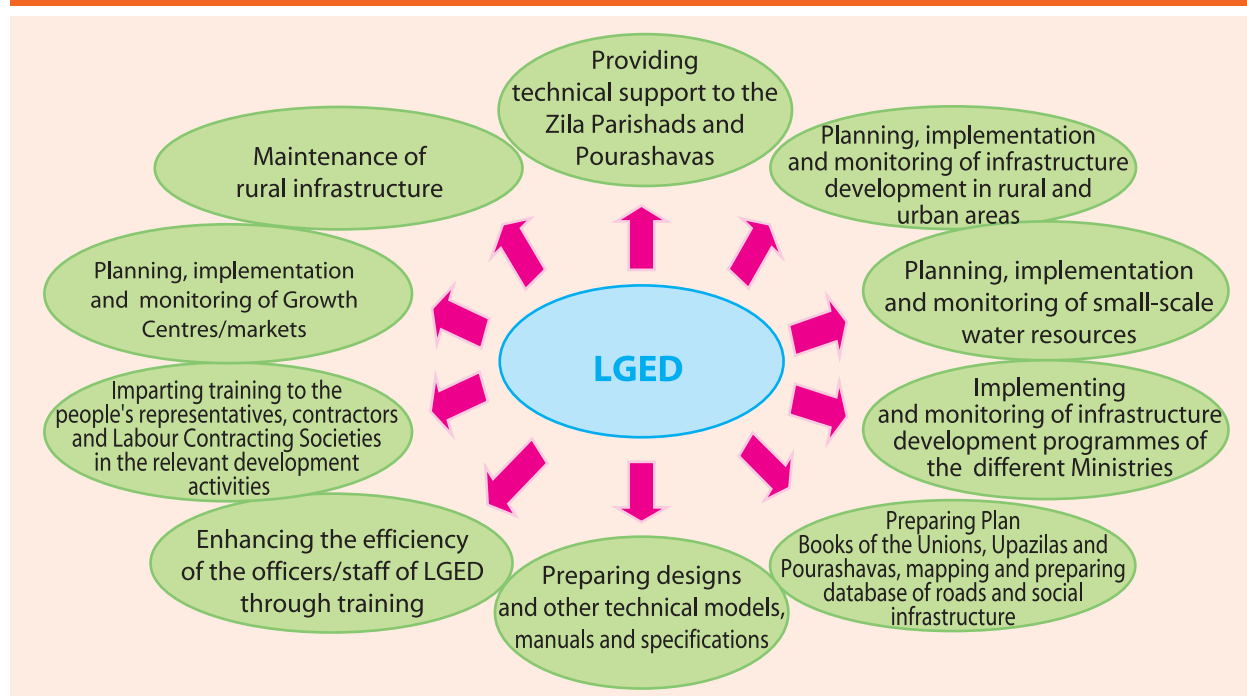 Providing
technical support to the
Zila Parishads and
Pourashavas
Planning, implementation
and monitoring of infrastructure
development in rural and
urban areas
Planning, implementation
and monitoring of small-scale
water resources
Implementing
and monitoring of infrastructure
development programmes of
the different Ministries
Preparing Plan
Books of the Unions, Upazilas and
Pourashavas, mapping and preparing
database of roads and social
infrastructure
Preparing designs
and other technical models,
manuals and specifications
Enhancing the efficiency
of the officers/staff of LGED
through training
Imparting training to the
people's representatives, contractors
and Labour Contracting Societies
in the relevant development
activities
Planning, implementation
and monitoring of Growth
Centres/markets
Maintenance of
rural infrastructure
LGED